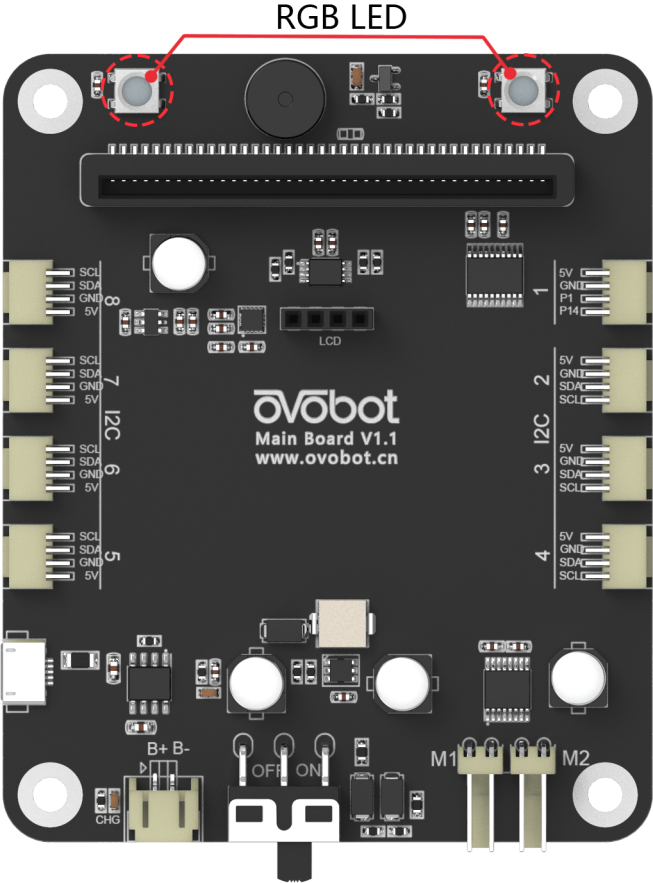 RGB LED
SCL
SDA
GND
5V
8
5V
GND
P1
P14
1
LCD
SCL
SDA
GND
5V
7
5V
GND
SDA
SCL
2
I2C
I2C
ovobot
Main Board V1.1
www.ovobot.cn
SCL
SDA
GND
5V
6
5V
GND
SDA
SCL
3
SCL
SDA
GND
5V
5
5V
GND
SDA
SCL
4
B+ B-
OFF ON
M1 M2
CHG